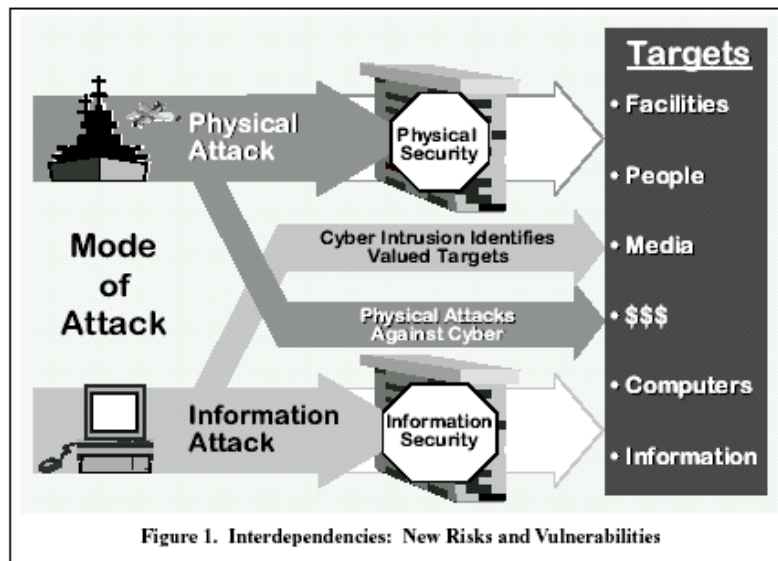 Targets
• Facilities
• People
• Media
• $$$
• Computers
• Information
Physical
Attack
Physical
Security
Mode
of
Attack
Cyber Intrusion Identifies
Valued Targets
Physical Attacks
Against Cyber
Information
Attack
Information
Security
Figure 1. Interdependencies: New Risks and Vulnerabilities